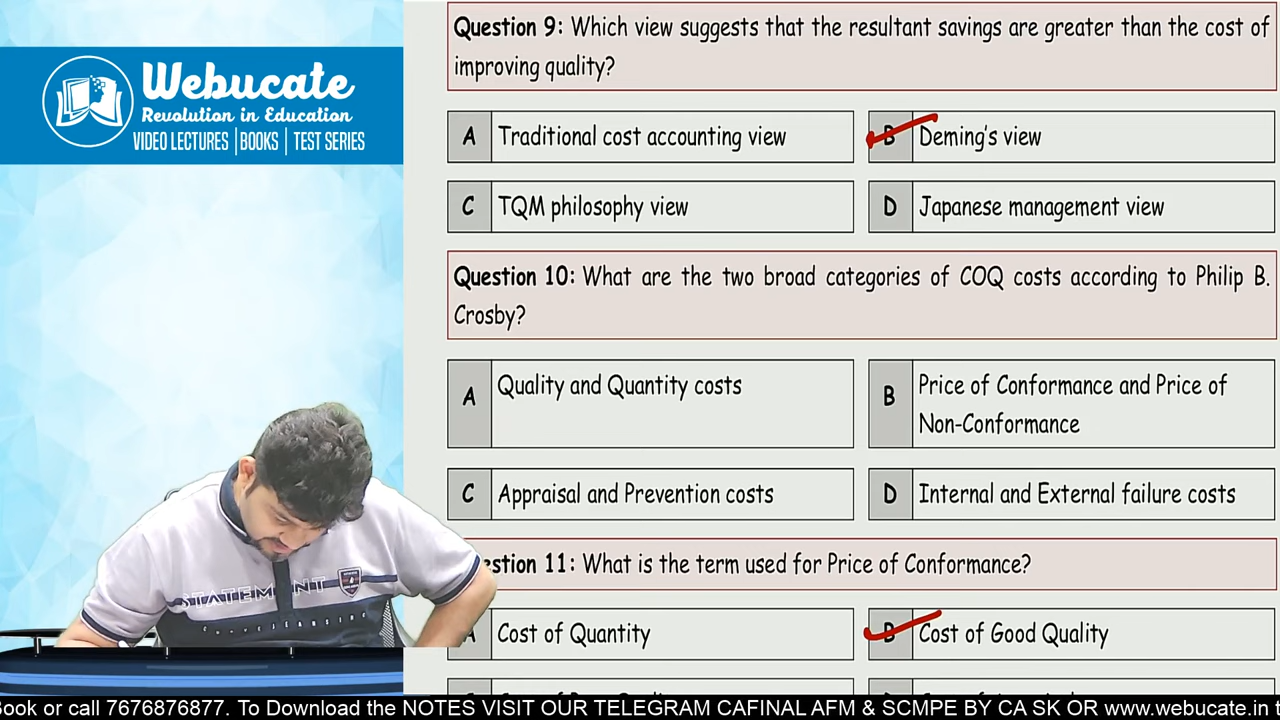 Webucate
Revolution in Education
VIDEO LECTURES | BOOKS | TEST SERIES
Question 9: Which view suggests that the resultant savings are greater than the cost of
improving quality?
A Traditional cost accounting view
B Deming's view
C TQM philosophy view
D Japanese management view
Question 10: What are the two broad categories of COQ costs according to Philip B.
Crosby?
A Quality and Quantity costs
B Price of Conformance and Price of
Non-Conformance
C Appraisal and Prevention costs
D Internal and External failure costs
estion 11: What is the term used for Price of Conformance?
A Cost of Quantity
B Cost of Good Quality
STATEMENT
Book or call 7676876877. To Download the NOTES VISIT OUR TELEGRAM CAFINAL AFM & SCMPE BY CA SK OR www.webucate.in t